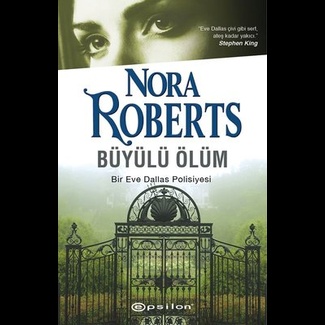 "Eve Dallas çivi gibi sert,
ateş kadar yakıcı."
Stephen King
NORA
ROBERTS
BÜYÜLÜ ÖLÜM
Bir Eve Dallas Polisiyesi
epsilon